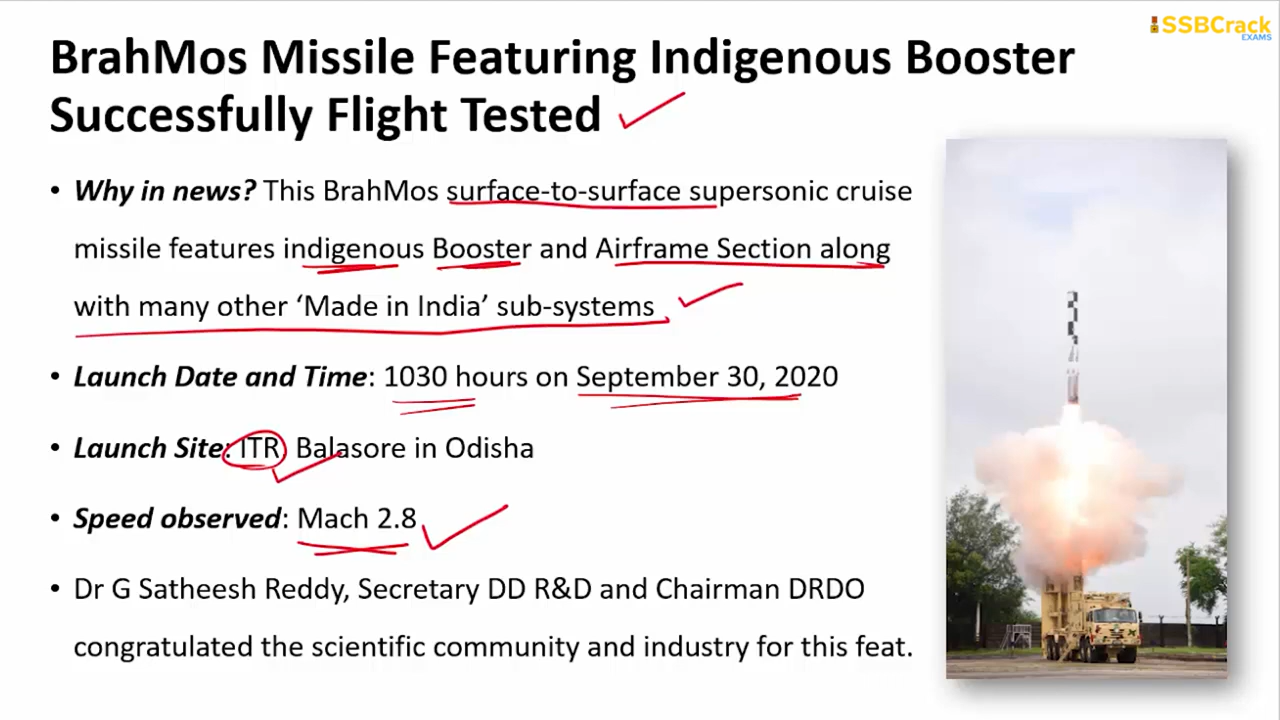 SSBCrack
EXAMS
BrahMos Missile Featuring Indigenous Booster
Successfully Flight Tested
• Why in news? This BrahMos surface-to-surface supersonic cruise
missile features indigenous Booster and Airframe Section along
with many other ‘Made in India’ sub-systems
• Launch Date and Time: 1030 hours on September 30, 2020
• Launch Site: ITR, Balasore in Odisha
• Speed observed: Mach 2.8
• Dr G Satheesh Reddy, Secretary DD R&D and Chairman DRDO
congratulated the scientific community and industry for this feat.